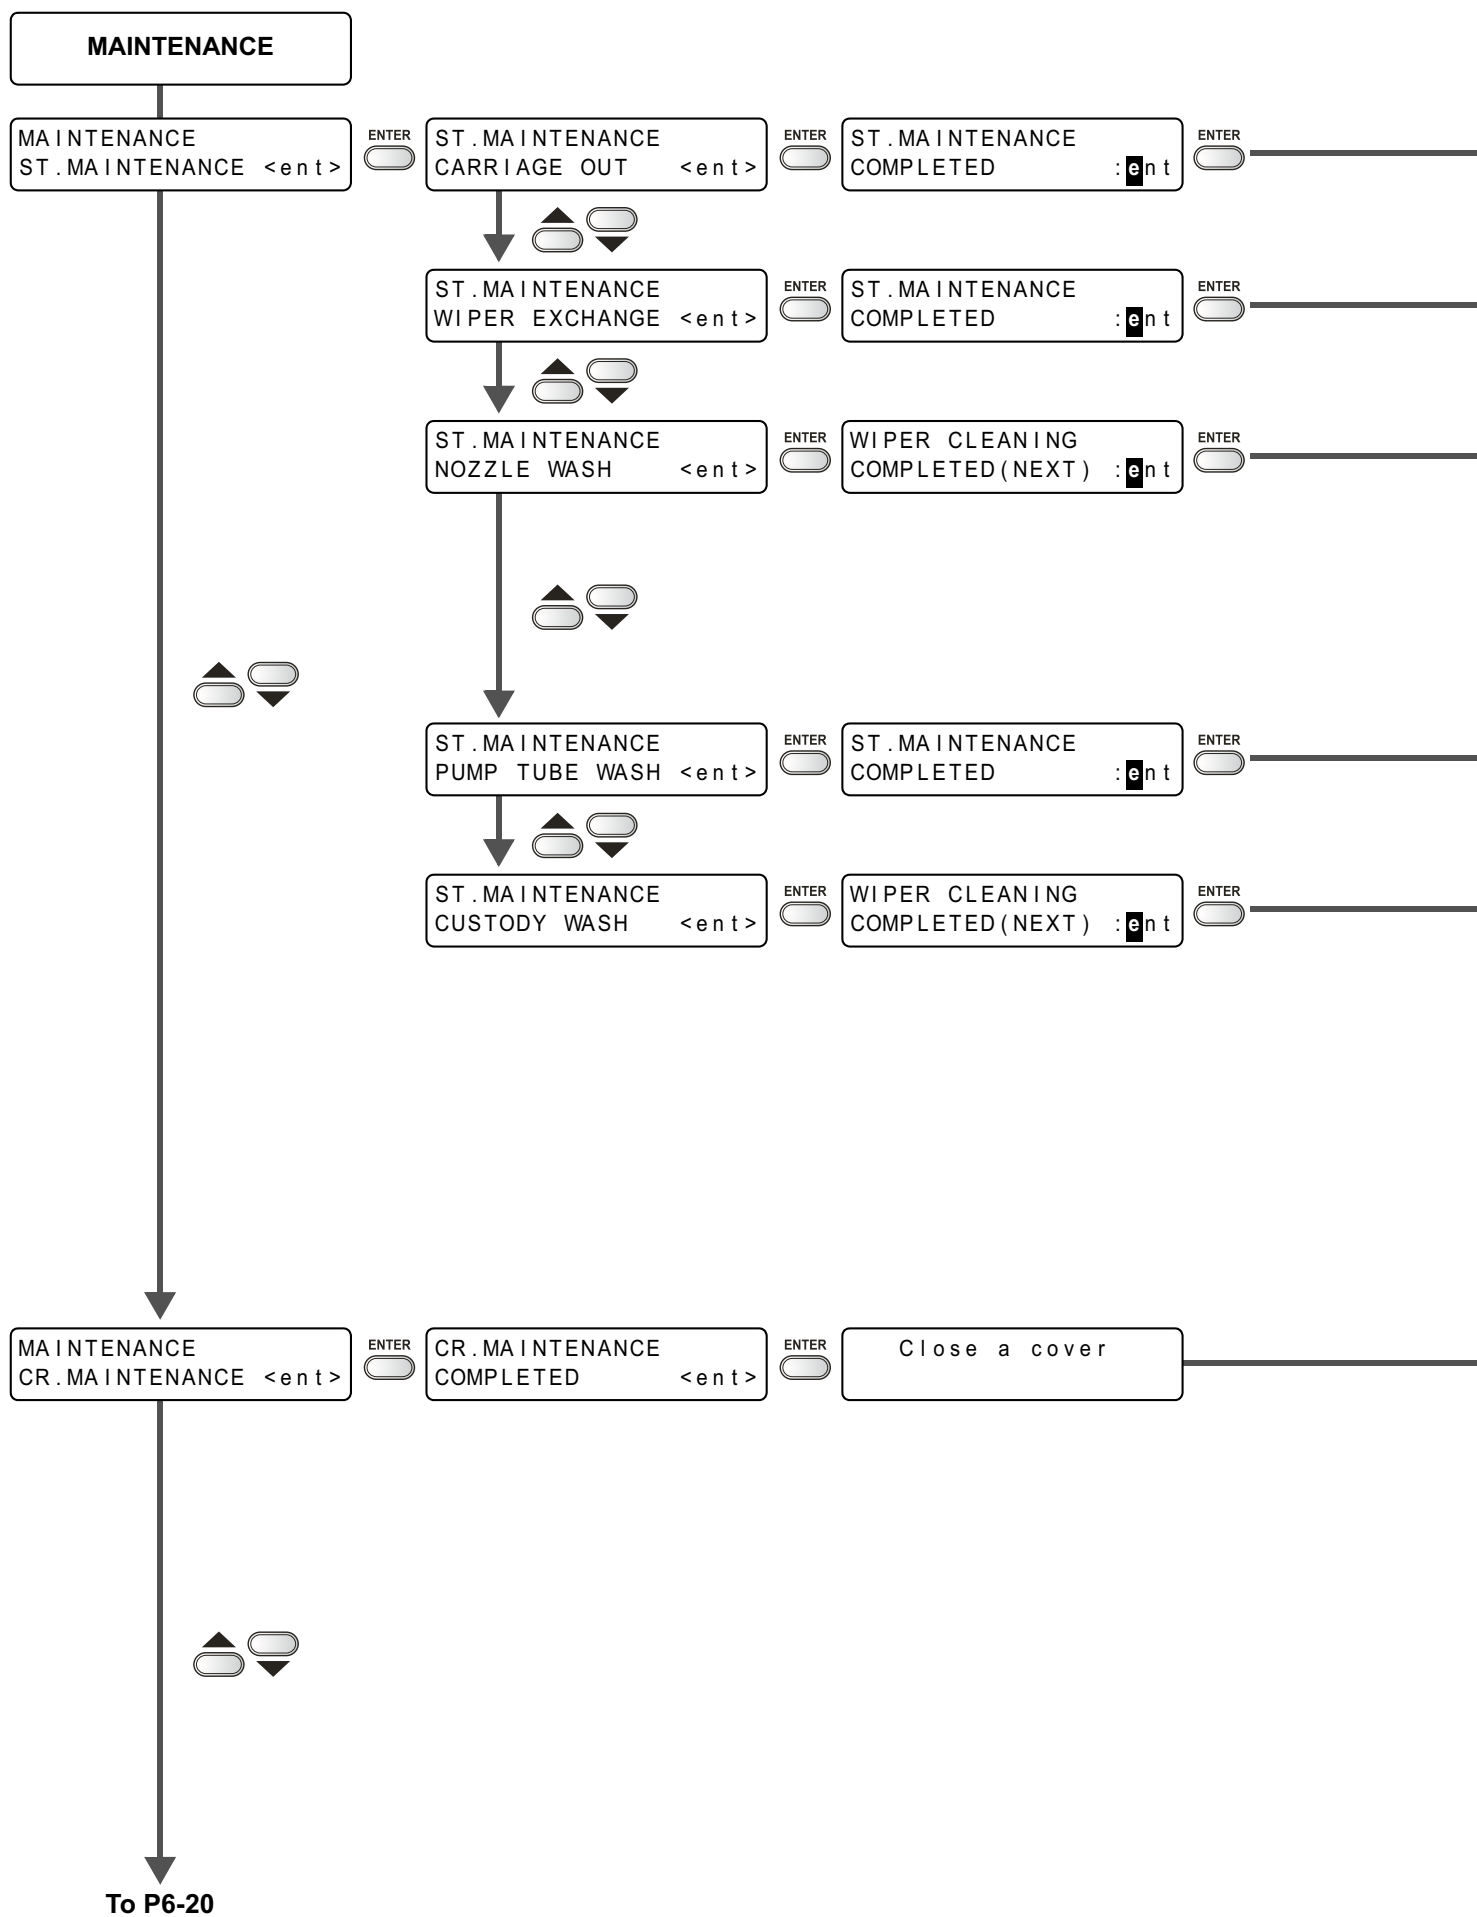 MAINTENANCE
MAINTENANCE
ST.MAINTENANCE <ent>
ENTER
ST.MAINTENANCE
CARRIAGE OUT <ent>
ENTER
ST.MAINTENANCE
COMPLETED :ent
ENTER
ST.MAINTENANCE
WIPER EXCHANGE <ent>
ENTER
ST.MAINTENANCE
COMPLETED :ent
ENTER
ST.MAINTENANCE
NOZZLE WASH <ent>
ENTER
WIPER CLEANING
COMPLETED(NEXT) :ent
ENTER
ST.MAINTENANCE
PUMP TUBE WASH <ent>
ENTER
ST.MAINTENANCE
COMPLETED :ent
ENTER
ST.MAINTENANCE
CUSTODY WASH <ent>
ENTER
WIPER CLEANING
COMPLETED(NEXT) :ent
ENTER
MAINTENANCE
CR.MAINTENANCE <ent>
ENTER
CR.MAINTENANCE
COMPLETED <ent>
ENTER
Close a cover
To P6-20